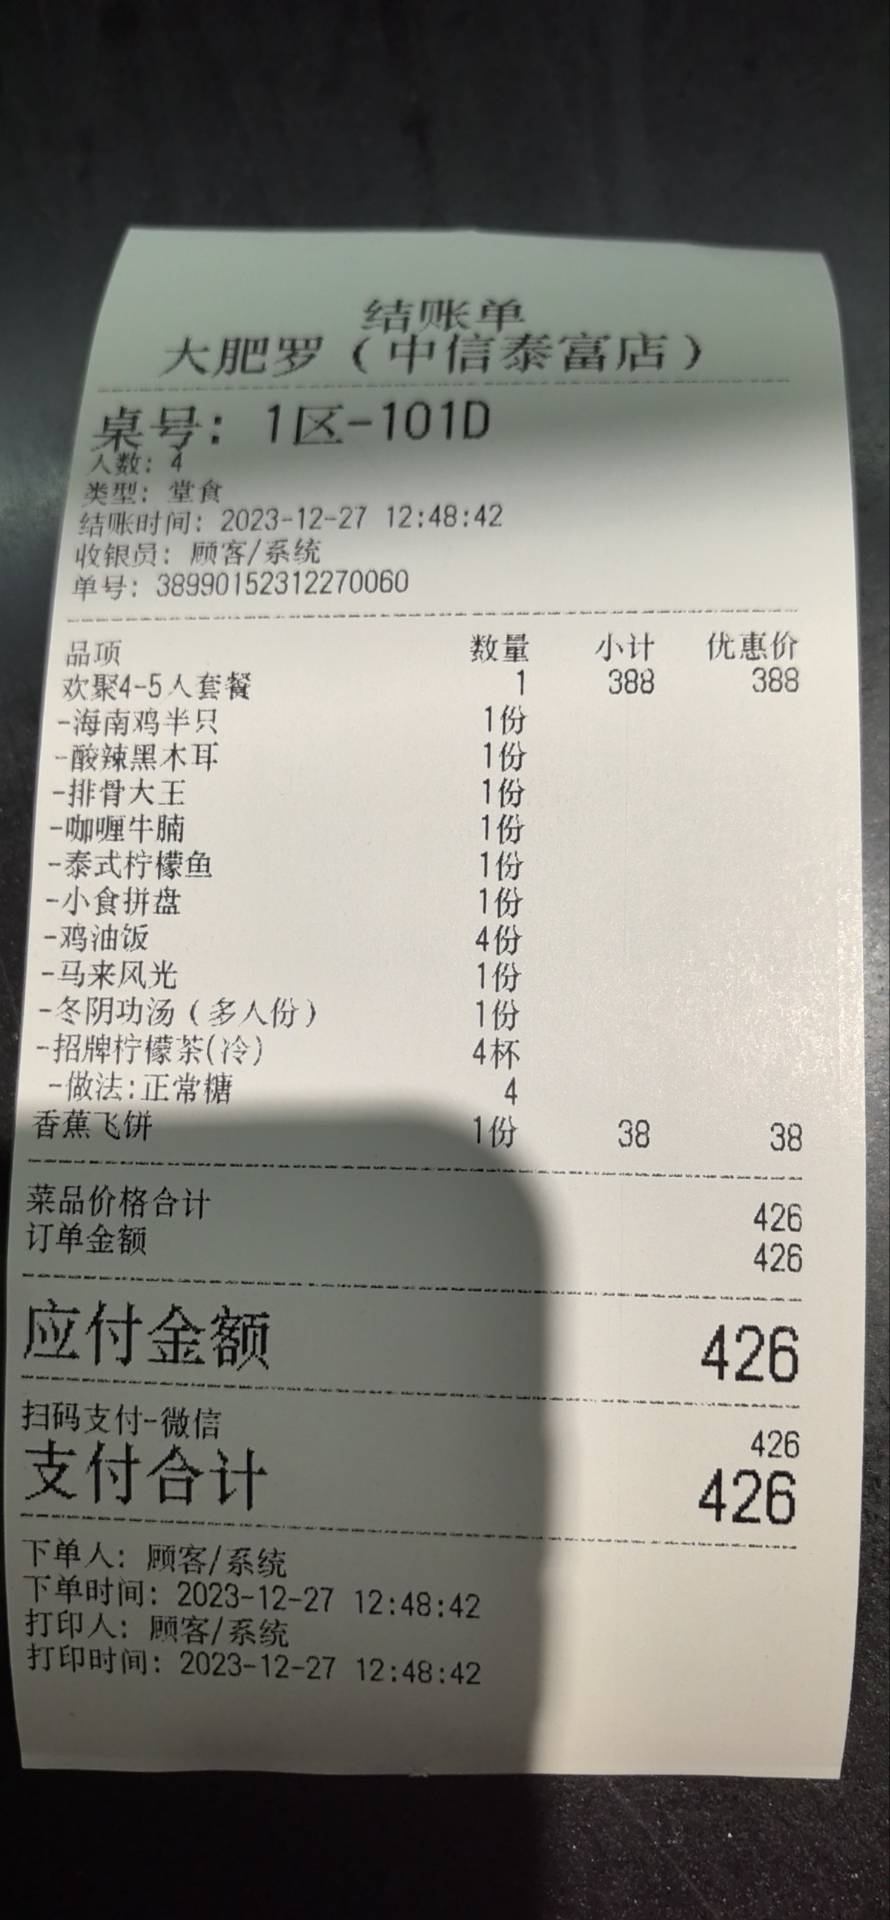 结账单
大肥罗（中信泰富店）
桌号：1区-101D
人数：4
类型：堂食
结账时间：2023-12-27 12:48:42
收银员：顾客/系统
单号：38990152312270060
品项 数量 小计 优惠价
欢聚4-5人套餐 1 388 388
-海南鸡半只 1份
-酸辣黑木耳 1份
-排骨大王 1份
-咖喱牛腩 1份
-泰式柠檬鱼 1份
-小食拼盘 1份
-鸡油饭 4份
-马来风光 1份
-冬阴功汤（多人份） 1份
-招牌柠檬茶(冷) 4杯
-做法:正常糖 4
香蕉飞饼 1份 38 38
菜品价格合计 426
订单金额 426
应付金额 426
扫码支付-微信 426
支付合计 426
下单人：顾客/系统
下单时间：2023-12-27 12:48:42
打印人：顾客/系统
打印时间：2023-12-27 12:48:42